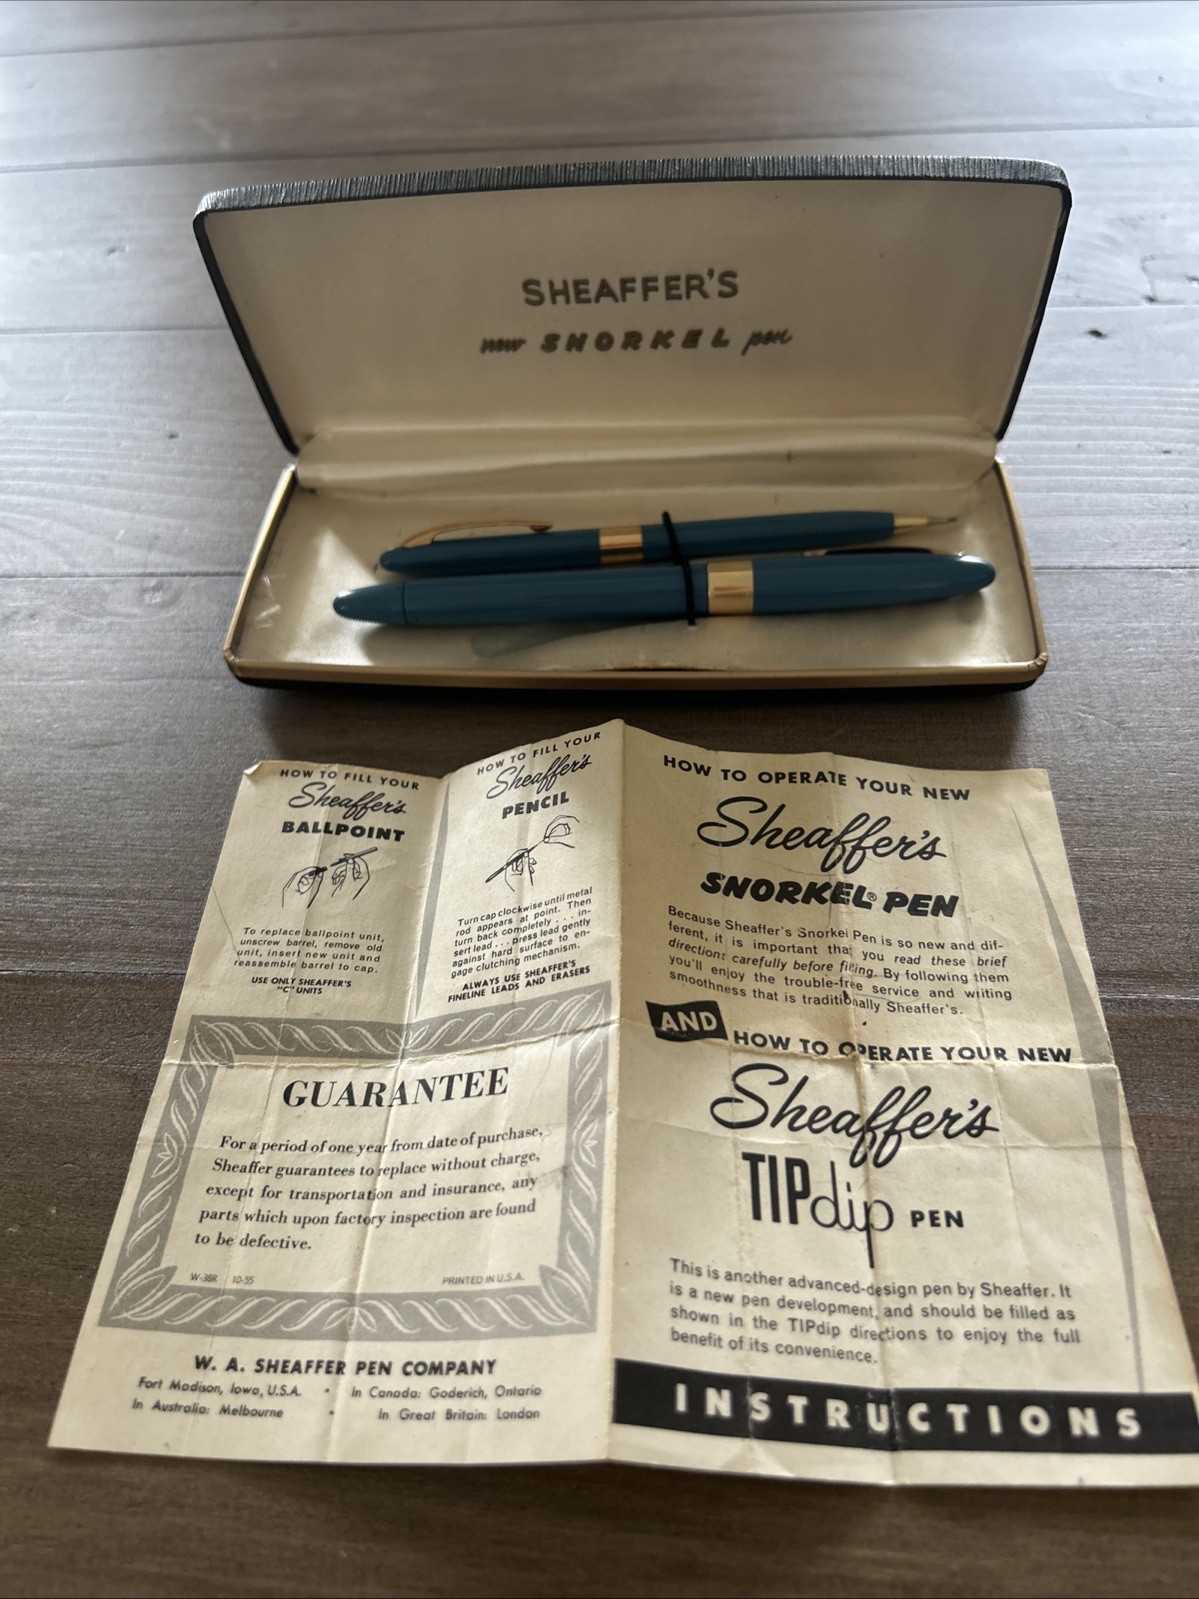 SHEAFFER'S
new SNORKEL pen
HOW TO FILL YOUR
Sheaffer's
BALLPOINT
To replace ballpoint unit,
unscrew barrel, remove old
unit, insert new unit and
reassemble barrel to cap.
USE ONLY SHEAFFER'S
"C" UNITS
HOW TO FILL YOUR
Sheaffer's
PENCIL
Turn cap clockwise until metal
rod appears at point. Then
turn back completely . . . in-
sert lead . . . press lead gently
against hard surface to en-
gage clutching mechanism.
ALWAYS USE SHEAFFER'S
FINELINE LEADS AND ERASERS
GUARANTEE
For a period of one year from date of purchase,
Sheaffer guarantees to replace without charge,
except for transportation and insurance, any
parts which upon factory inspection are found
to be defective.
W-38R 10-55 PRINTED IN U.S.A.
W. A. SHEAFFER PEN COMPANY
Fort Madison, Iowa, U.S.A. • In Canada: Goderich, Ontario
In Australia: Melbourne • In Great Britain: London
HOW TO OPERATE YOUR NEW
Sheaffer's
SNORKEL® PEN
Because Sheaffer's Snorkel Pen is so new and dif-
ferent, it is important that you read these brief
directions carefully before filling. By following them
you'll enjoy the trouble-free service and writing
smoothness that is traditionally Sheaffer's.
AND HOW TO OPERATE YOUR NEW
Sheaffer's
TIPdip PEN
This is another advanced-design pen by Sheaffer. It
is a new pen development, and should be filled as
shown in the TIPdip directions to enjoy the full
benefit of its convenience.
INSTRUCTIONS